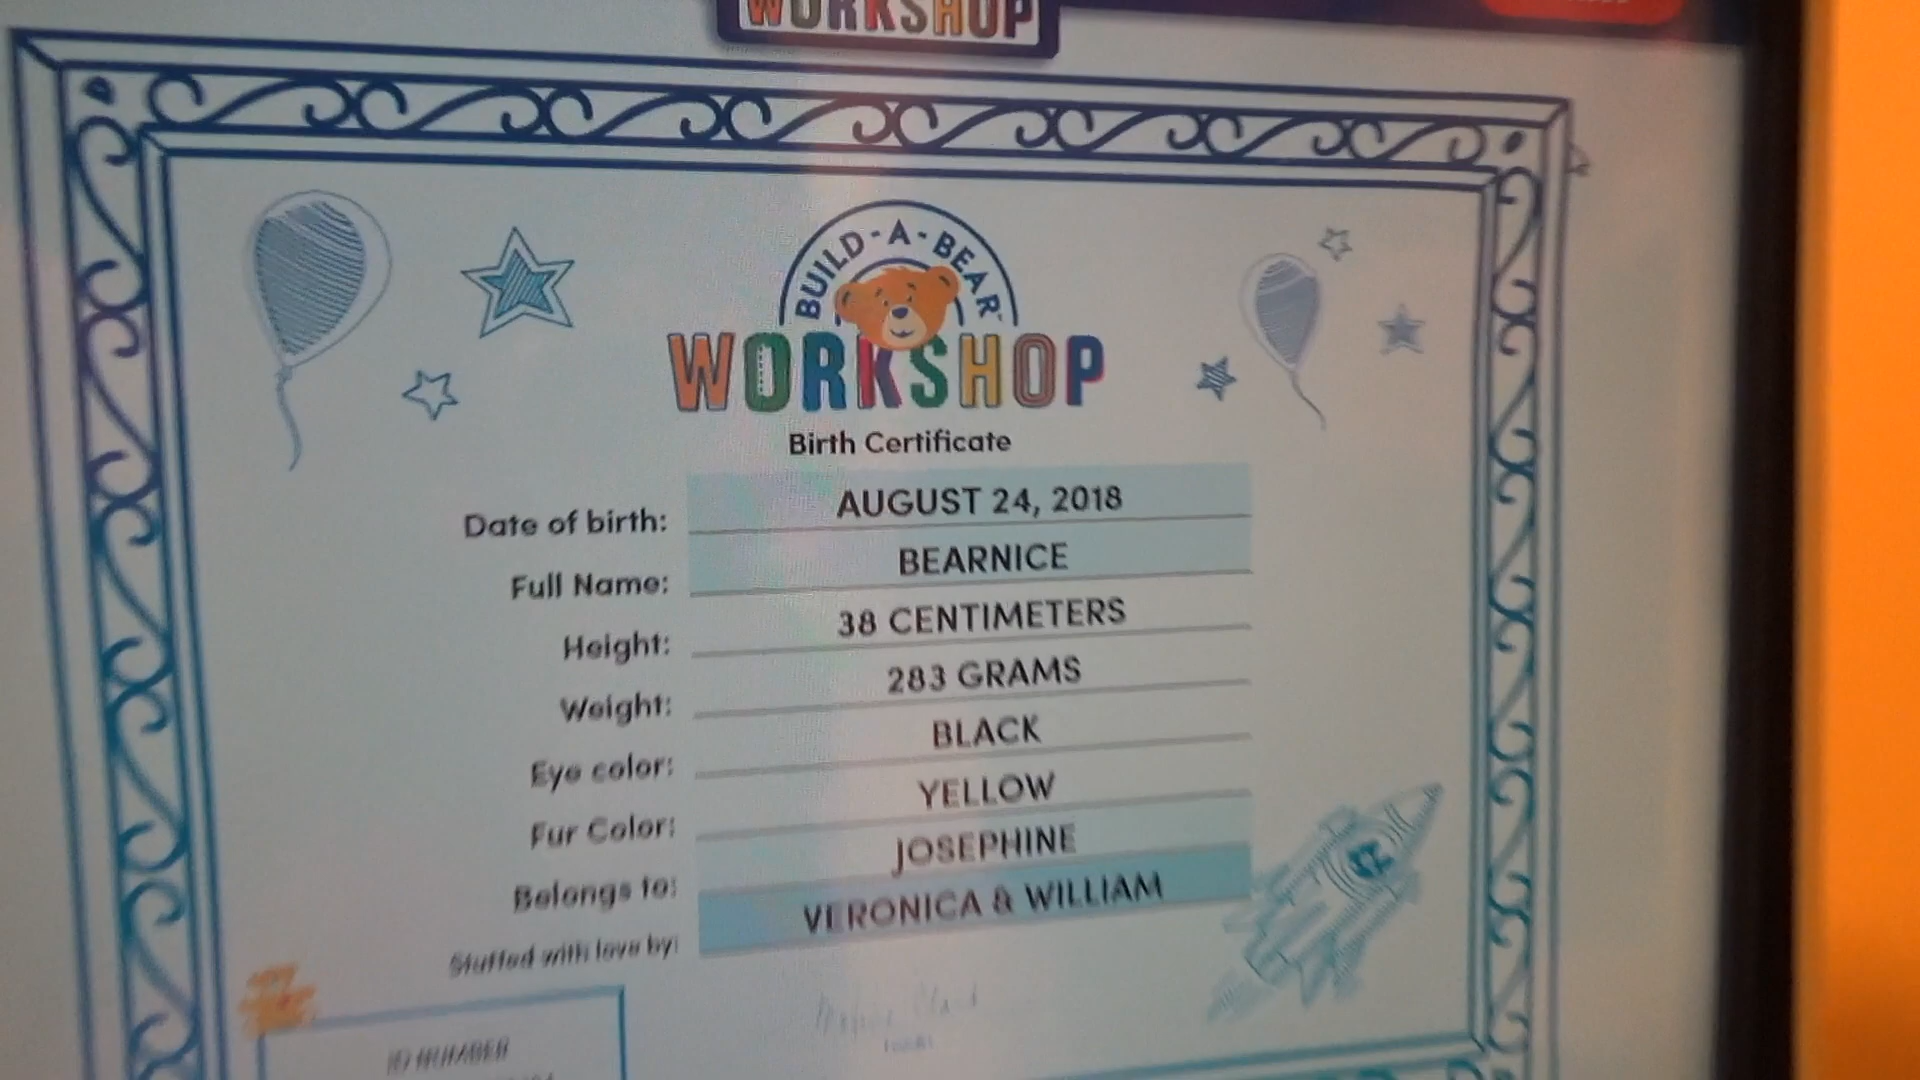 WORKSHOP
BUILD-A-BEAR
WORKSHOP
Birth Certificate
Date of birth: AUGUST 24, 2018
Full Name: BEARNICE
Height: 38 CENTIMETERS
Weight: 283 GRAMS
Eye color: BLACK
Fur Color: YELLOW
Belongs to: JOSEPHINE
Stuffed with love by: VERONICA & WILLIAM
ID NUMBER